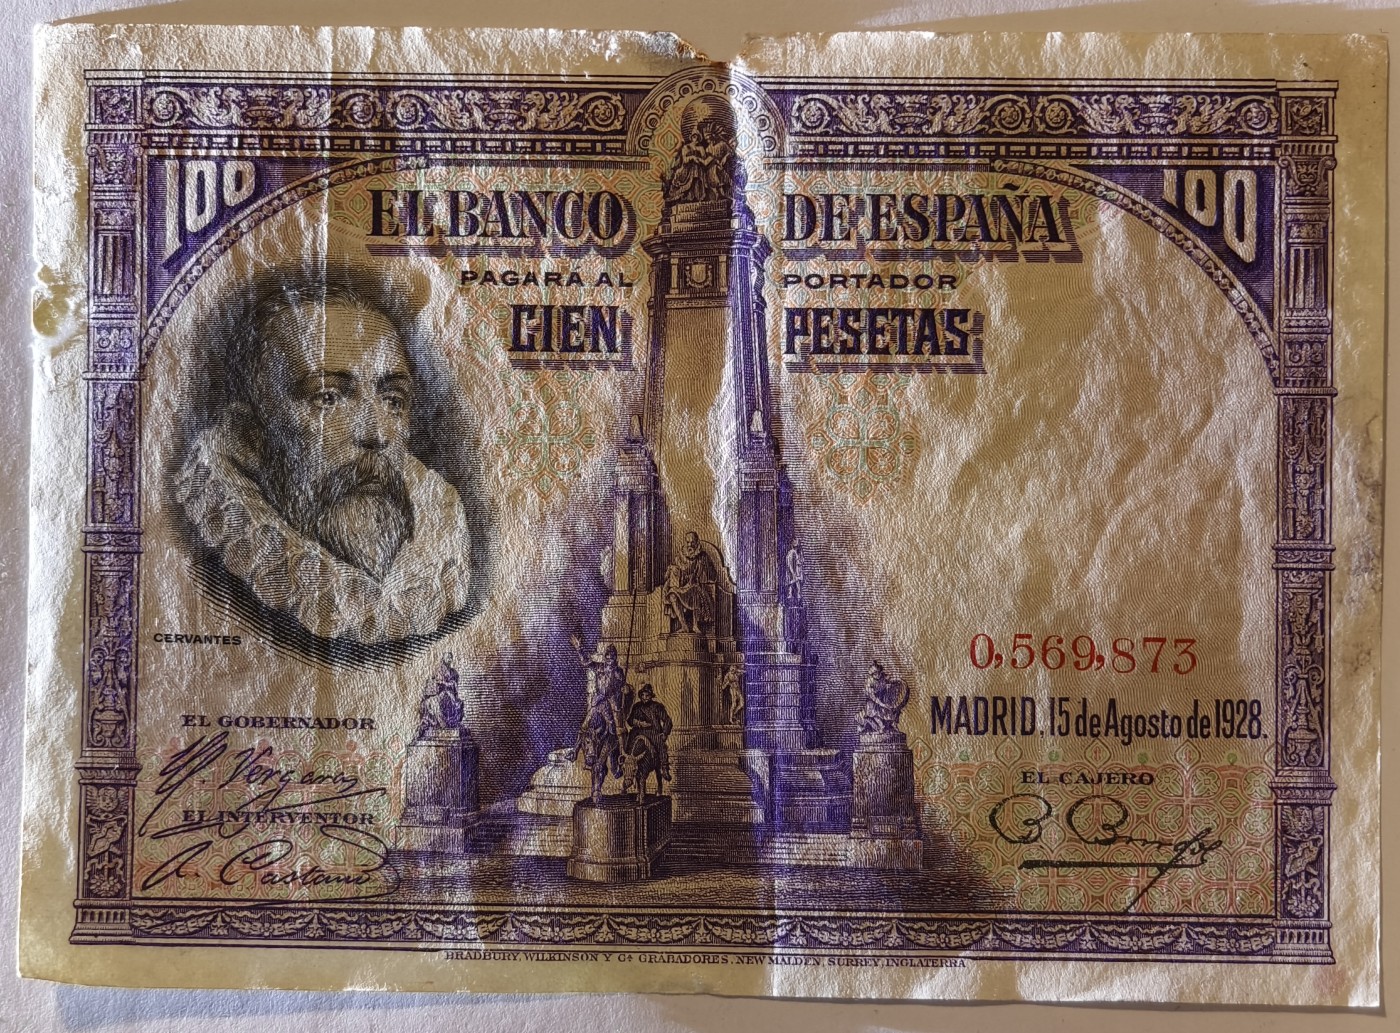 100 100
EL BANCO DE ESPAÑA
PAGARÁ AL PORTADOR
CIEN PESETAS
CERVANTES
0,569,873
MADRID, 15 de Agosto de 1928.
EL GOBERNADOR
EL CAJERO
EL INTERVENTOR
BRADBURY, WILKINSON Y Cª GRABADORES, NEW MALDEN, SURREY, INGLATERRA